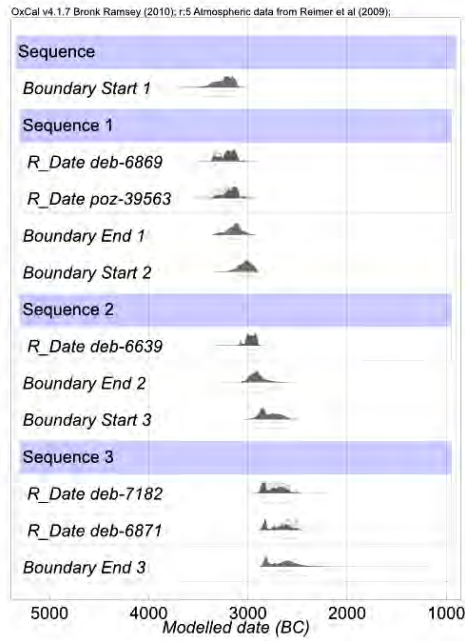 OxCal v4.1.7 Bronk Ramsey (2010); r:5 Atmospheric data from Reimer et al (2009);
Sequence
Boundary Start 1
Sequence 1
R_Date deb-6869
R_Date poz-39563
Boundary End 1
Boundary Start 2
Sequence 2
R_Date deb-6639
Boundary End 2
Boundary Start 3
Sequence 3
R_Date deb-7182
R_Date deb-6871
Boundary End 3
5000 4000 3000 2000 1000
Modelled date (BC)